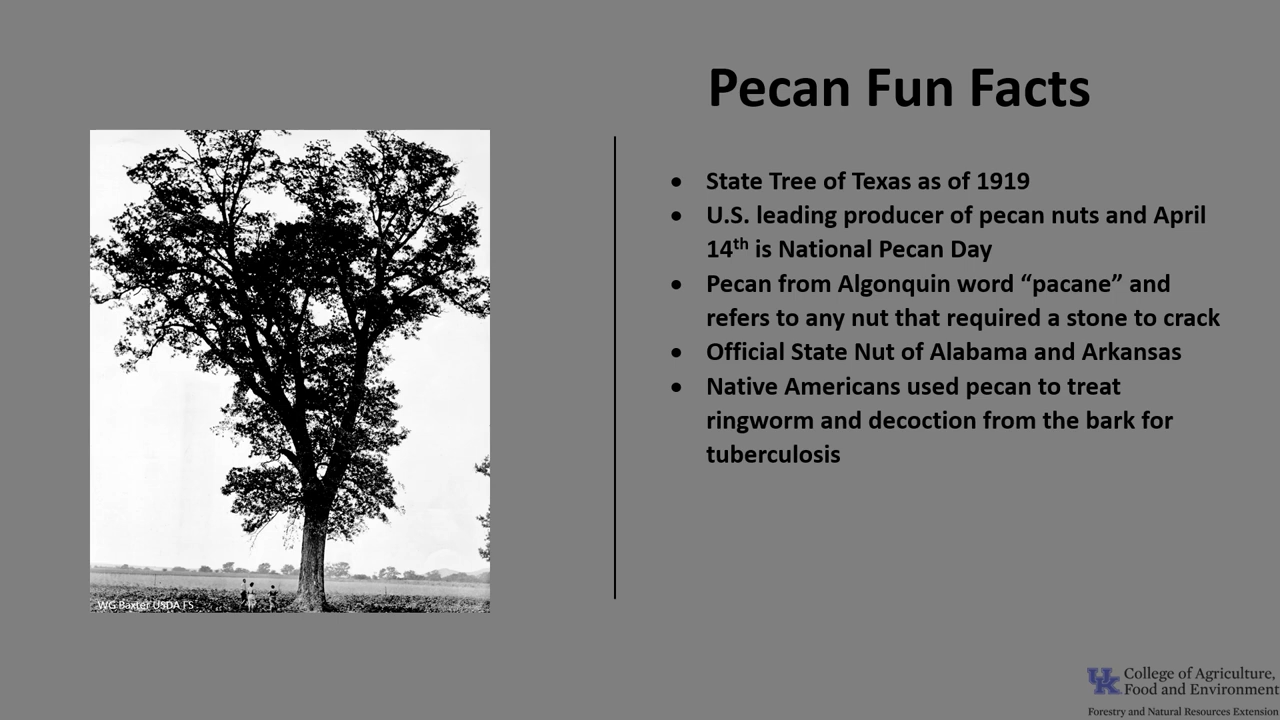 Pecan Fun Facts
• State Tree of Texas as of 1919
• U.S. leading producer of pecan nuts and April
14th is National Pecan Day
• Pecan from Algonquin word “pacane” and
refers to any nut that required a stone to crack
• Official State Nut of Alabama and Arkansas
• Native Americans used pecan to treat
ringworm and decoction from the bark for
tuberculosis
WG Baxter USDA FS
UK College of Agriculture,
Food and Environment
Forestry and Natural Resources Extension